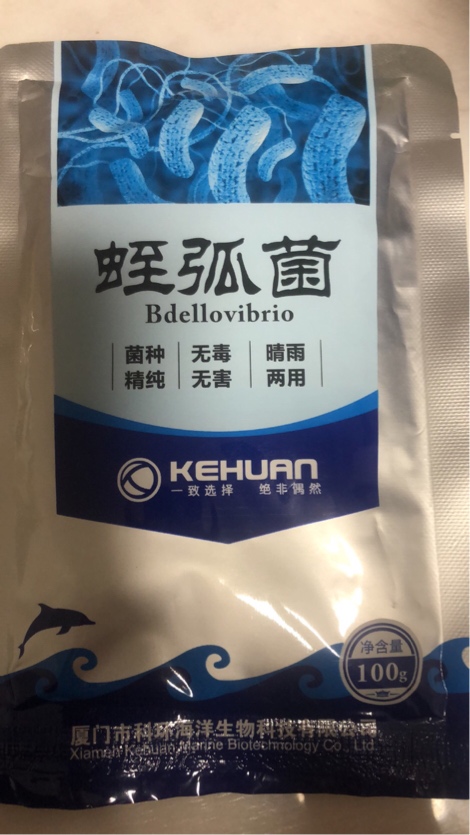 蛭弧菌
Bdellovibrio
菌种 无毒 晴雨
精纯 无害 两用
KEHUAN
一致选择 绝非偶然
净含量
100g
厦门市科环海洋生物科技有限公司
Xiamen Kehuan Marine Biotechnology Co., Ltd.